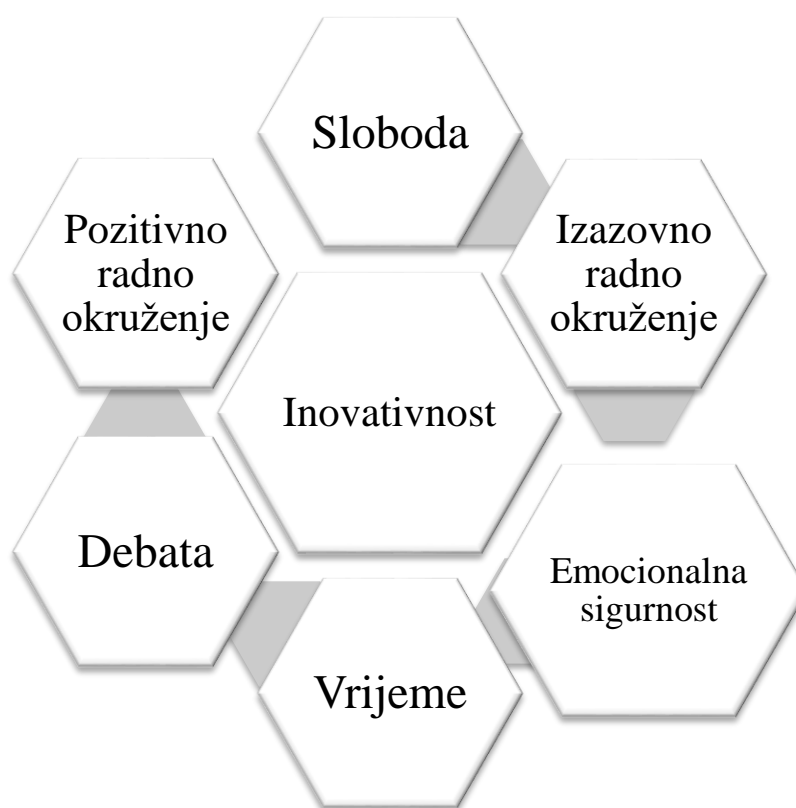 Sloboda
Pozitivno
radno
okruženje
Izazovno
radno
okruženje
Inovativnost
Debata
Emocionalna
sigurnost
Vrijeme